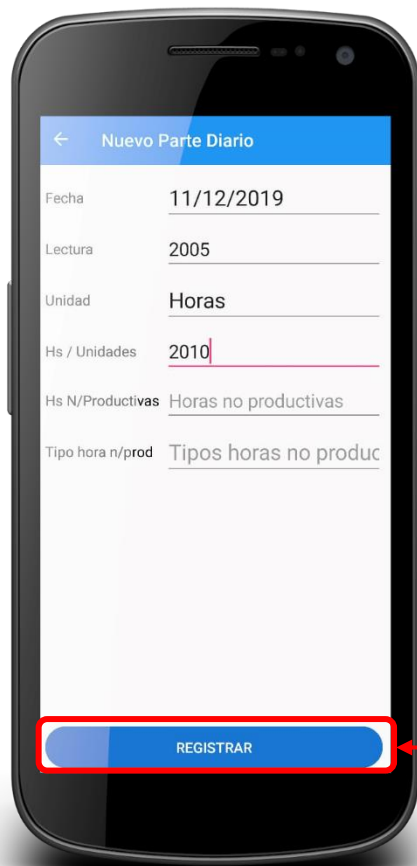 ← Nuevo Parte Diario
Fecha 11/12/2019
Lectura 2005
Unidad Horas
Hs / Unidades 2010
Hs N/Productivas Horas no productivas
Tipo hora n/prod Tipos horas no produc
REGISTRAR